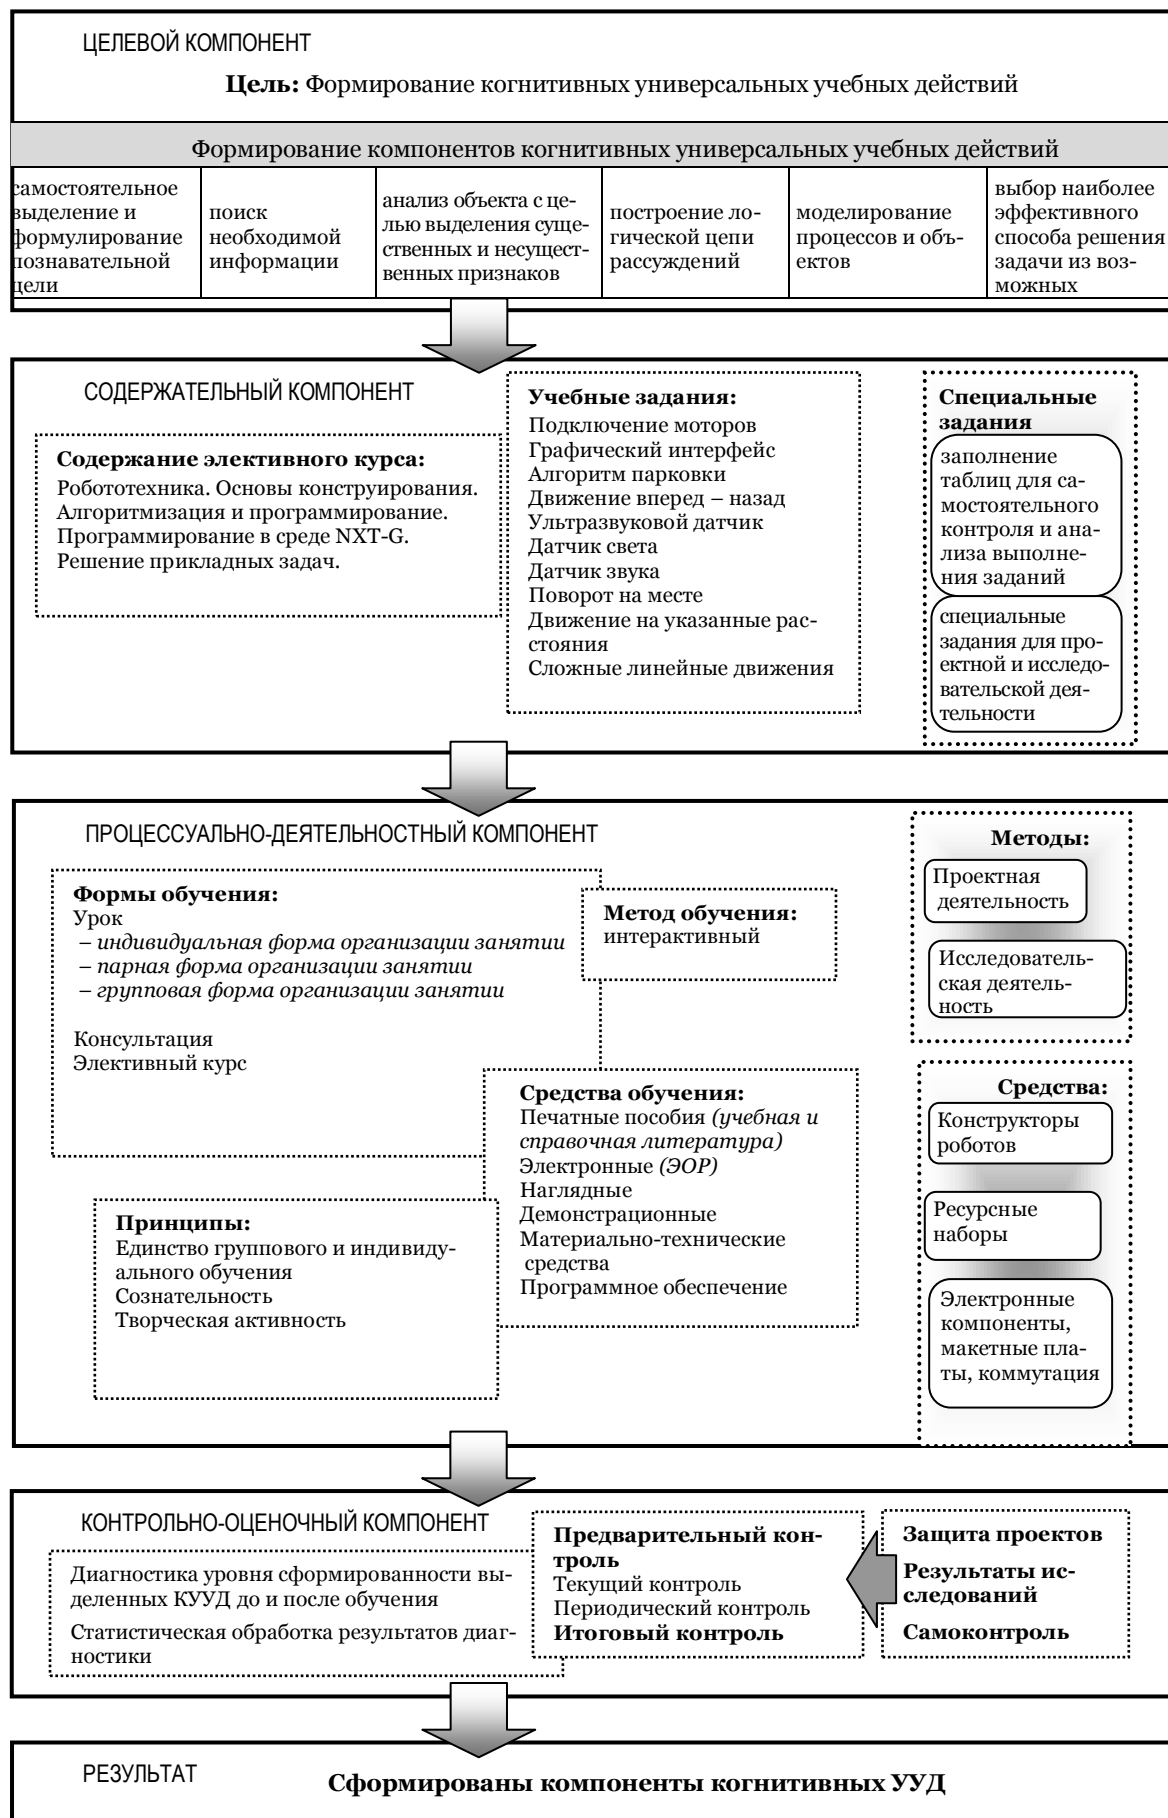 ЦЕЛЕВОЙ КОМПОНЕНТ
Цель: Формирование когнитивных универсальных учебных действий
Формирование компонентов когнитивных универсальных учебных действий
самостоятельное
выделение и
формулирование
познавательной
цели
поиск
необходимой
информации
анализ объекта с це-
лью выделения суще-
ственных и несущест-
венных признаков
построение ло-
гической цепи
рассуждений
моделирование
процессов и объ-
ектов
выбор наиболее
эффективного
способа решения
задачи из воз-
можных
СОДЕРЖАТЕЛЬНЫЙ КОМПОНЕНТ
Содержание элективного курса:
Робототехника. Основы конструирования.
Алгоритмизация и программирование.
Программирование в среде NXT-G.
Решение прикладных задач.
Учебные задания:
Подключение моторов
Графический интерфейс
Алгоритм парковки
Движение вперед – назад
Ультразвуковой датчик
Датчик света
Датчик звука
Поворот на месте
Движение на указанные рас-
стояния
Сложные линейные движения
Специальные
задания
заполнение
таблиц для са-
мостоятельного
контроля и ана-
лиза выполне-
ния заданий
специальные
задания для про-
ектной и исследо-
вательской дея-
тельности
ПРОЦЕССУАЛЬНО-ДЕЯТЕЛЬНОСТНЫЙ КОМПОНЕНТ
Формы обучения:
Урок
– индивидуальная форма организации занятии
– парная форма организации занятии
– групповая форма организации занятии
Консультация
Элективный курс
Метод обучения:
интерактивный
Средства обучения:
Печатные пособия (учебная и
справочная литература)
Электронные (ЭОР)
Наглядные
Демонстрационные
Материально-технические
средства
Программное обеспечение
Принципы:
Единство группового и индивиду-
ального обучения
Сознательность
Творческая активность
Методы:
Проектная
деятельность
Исследователь-
ская деятель-
ность
Средства:
Конструкторы
роботов
Ресурсные
наборы
Электронные
компоненты,
макетные пла-
ты, коммутация
КОНТРОЛЬНО-ОЦЕНОЧНЫЙ КОМПОНЕНТ
Диагностика уровня сформированности вы-
деленных КУУД до и после обучения
Статистическая обработка результатов диаг-
ностики
Предварительный кон-
троль
Текущий контроль
Периодический контроль
Итоговый контроль
Защита проектов
Результаты ис-
следований
Самоконтроль
РЕЗУЛЬТАТ
Сформированы компоненты когнитивных УУД